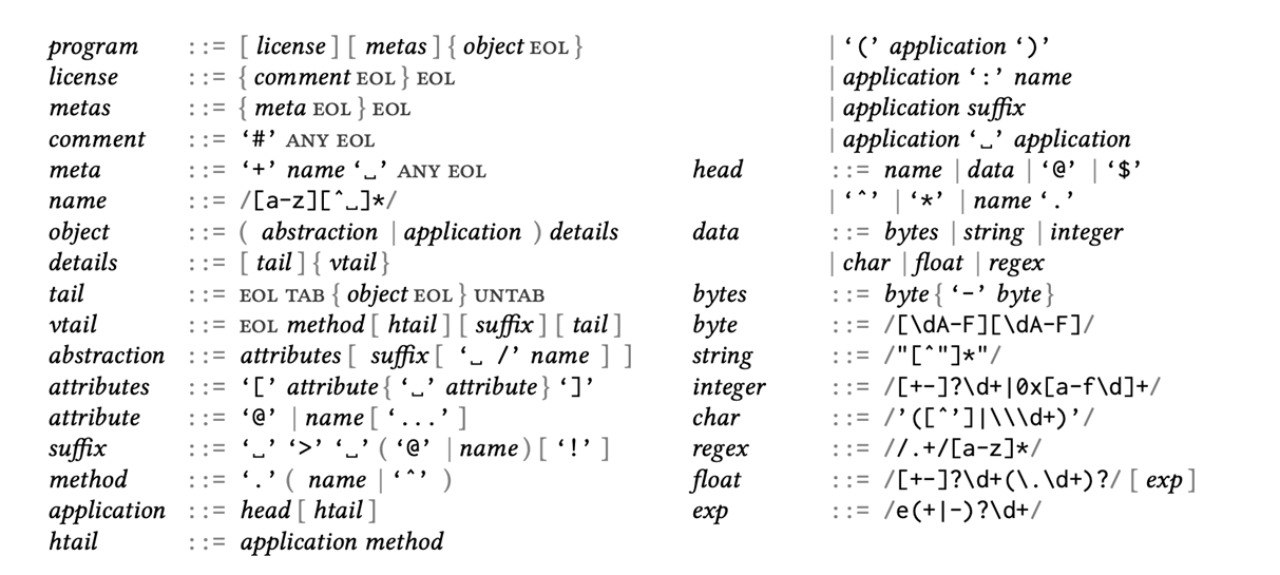 program ::= [ license ] [ metas ] { object EOL }
license ::= { comment EOL } EOL
metas ::= { meta EOL } EOL
comment ::= ‘#’ ANY EOL
meta ::= ‘+’ name ‘␣’ ANY EOL
name ::= /[a-z][^␣]*/
object ::= ( abstraction | application ) details
details ::= [ tail ] { vtail }
tail ::= EOL TAB { object EOL } UNTAB
vtail ::= EOL method [ htail ] [ suffix ] [ tail ]
abstraction ::= attributes [ suffix [ ‘␣ /’ name ] ]
attributes ::= ‘[’ attribute { ‘␣’ attribute } ‘]’
attribute ::= ‘@’ | name [ ‘...’ ]
suffix ::= ‘␣’ ‘>’ ‘␣’ ( ‘@’ | name ) [ ‘!’ ]
method ::= ‘.’ ( name | ‘^’ )
application ::= head [ htail ]
htail ::= application method
| ‘(’ application ‘)’
| application ‘:’ name
| application suffix
| application ‘␣’ application
head ::= name | data | ‘@’ | ‘$’
| ‘^’ | ‘*’ | name ‘.’
data ::= bytes | string | integer
| char | float | regex
bytes ::= byte { ‘-’ byte }
byte ::= /[\dA-F][\dA-F]/
string ::= /"[^"]*"/
integer ::= /[+-]?\d+|0x[a-f\d]+/
char ::= /'([^']|\\\d+)'/
regex ::= //.+/[a-z]*/
float ::= /[+-]?\d+(\.\d+)?/ [ exp ]
exp ::= /e(+|-)?\d+/